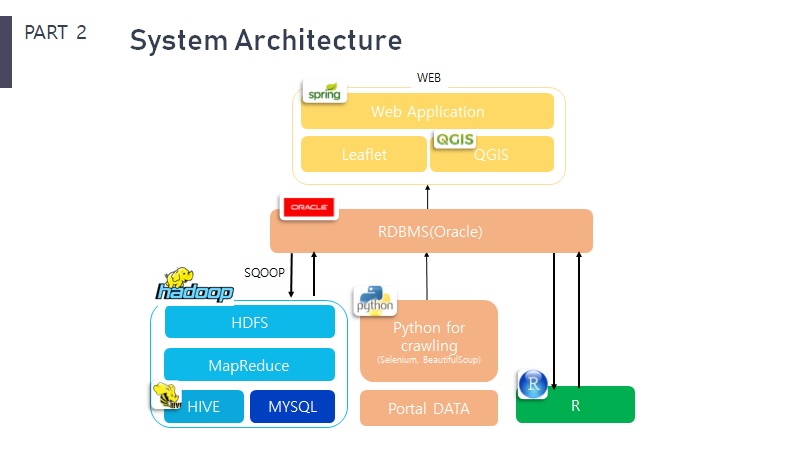 PART 2
System Architecture
WEB
spring
Web Application
Leaflet
QGIS
QGIS
ORACLE
RDBMS(Oracle)
SQOOP
hadoop
HDFS
MapReduce
HIVE
HIVE
MYSQL
python
Python for
crawling
(Selenium, BeautifulSoup)
Portal DATA
R
R